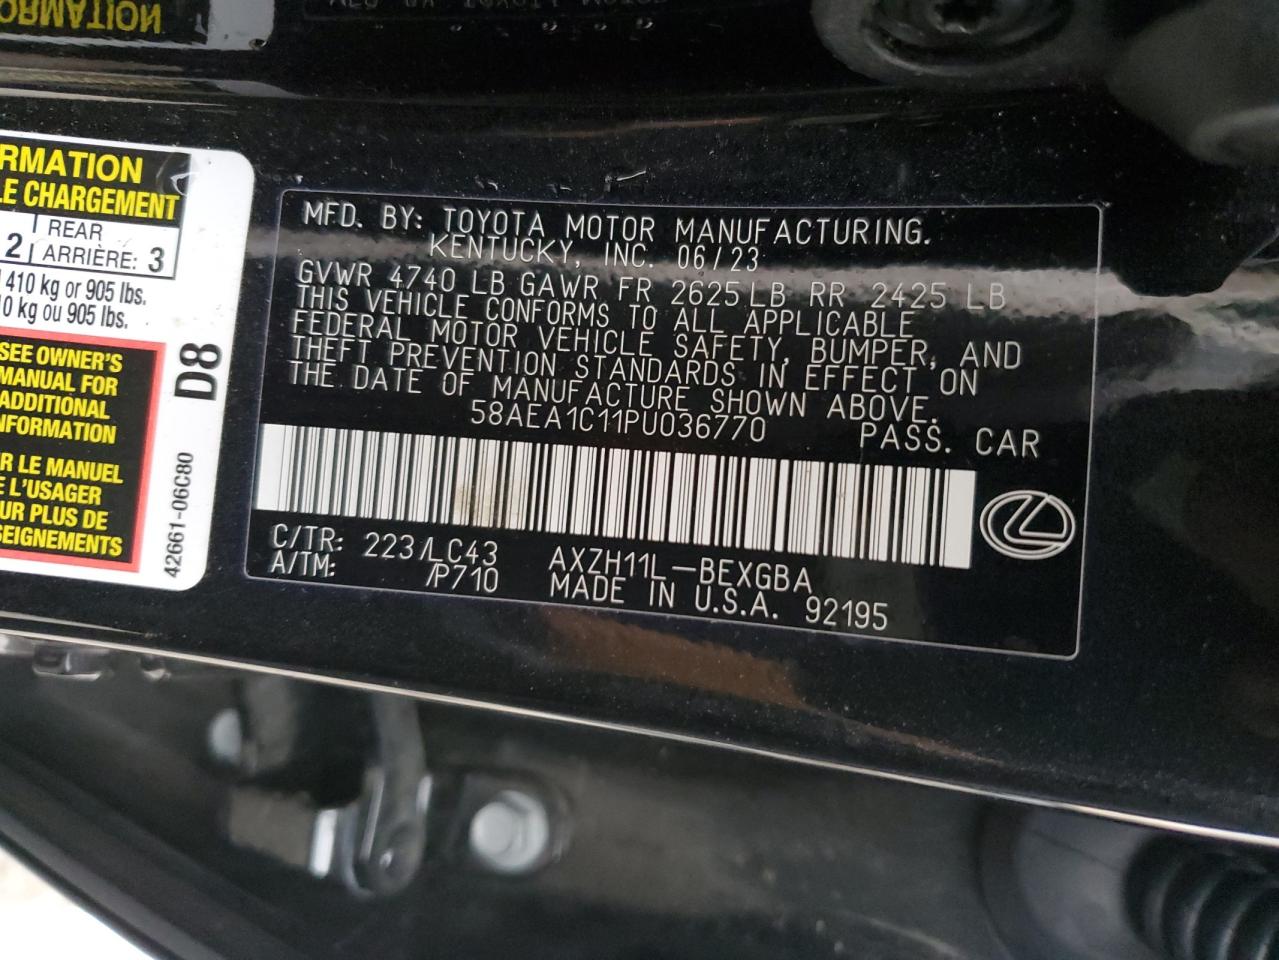 RMATION
LE CHARGEMENT
2 REAR
ARRIÈRE: 3
410 kg or 905 lbs.
0 kg ou 905 lbs.
SEE OWNER'S
MANUAL FOR
ADDITIONAL
NFORMATION
R LE MANUEL
E L'USAGER
UR PLUS DE
SEIGNEMENTS
D8
42661-06C80
MFD. BY: TOYOTA MOTOR MANUFACTURING.
KENTUCKY, INC. 06/23
GVWR 4740 LB GAWR FR 2625LB RR 2425 LB
THIS VEHICLE CONFORMS TO ALL APPLICABLE
FEDERAL MOTOR VEHICLE SAFETY, BUMPER, AND
THEFT PREVENTION STANDARDS IN EFFECT ON
THE DATE OF MANUFACTURE SHOWN ABOVE.
58AEA1C11PU036770 PASS. CAR
C/TR: 223/LC43 AXZH11L-BEXGBA
A/TM: /P710 MADE IN U.S.A. 92195